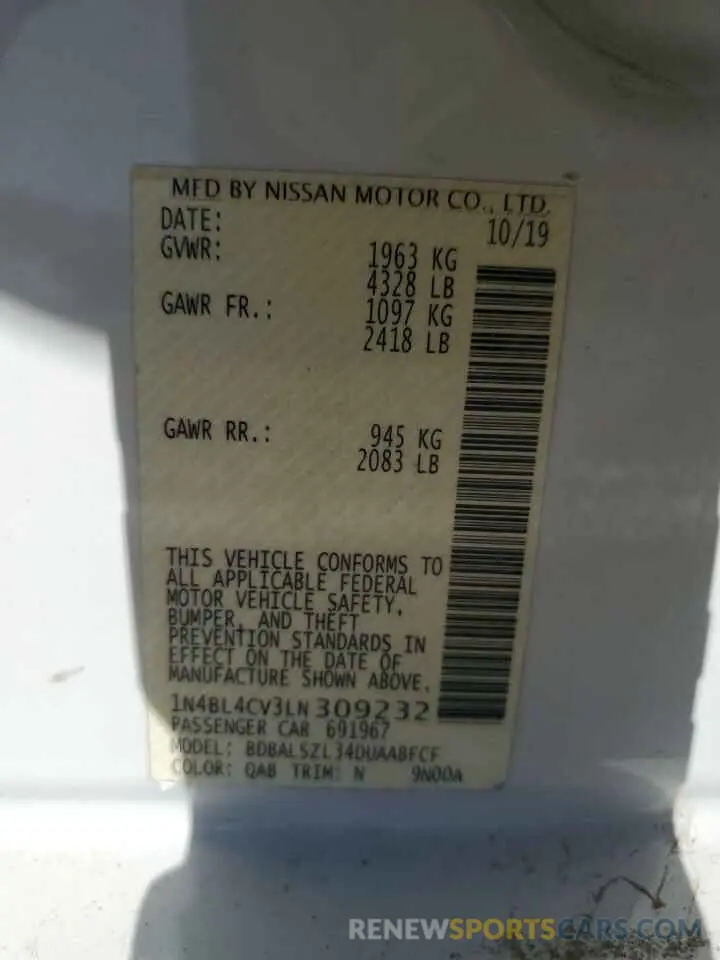 MFD BY NISSAN MOTOR CO., LTD.
DATE: 10/19
GVWR: 1963 KG
4328 LB
GAWR FR.: 1097 KG
2418 LB
GAWR RR.: 945 KG
2083 LB
THIS VEHICLE CONFORMS TO
ALL APPLICABLE FEDERAL
MOTOR VEHICLE SAFETY,
BUMPER, AND THEFT
PREVENTION STANDARDS IN
EFFECT ON THE DATE OF
MANUFACTURE SHOWN ABOVE.
1N4BL4CV3LN309232
PASSENGER CAR 691967
MODEL: BDBALSZL34DUAABFCF
COLOR: QAB TRIM: N 9N00A
RENEWSPORTSCARS.COM